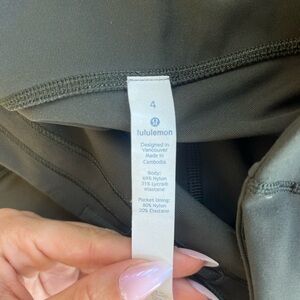 4
lululemon
Designed in
Vancouver
Made in
Cambodia
Body:
69% Nylon
31% Lycra®
elastane
Pocket Lining:
80% Nylon
20% Elastane